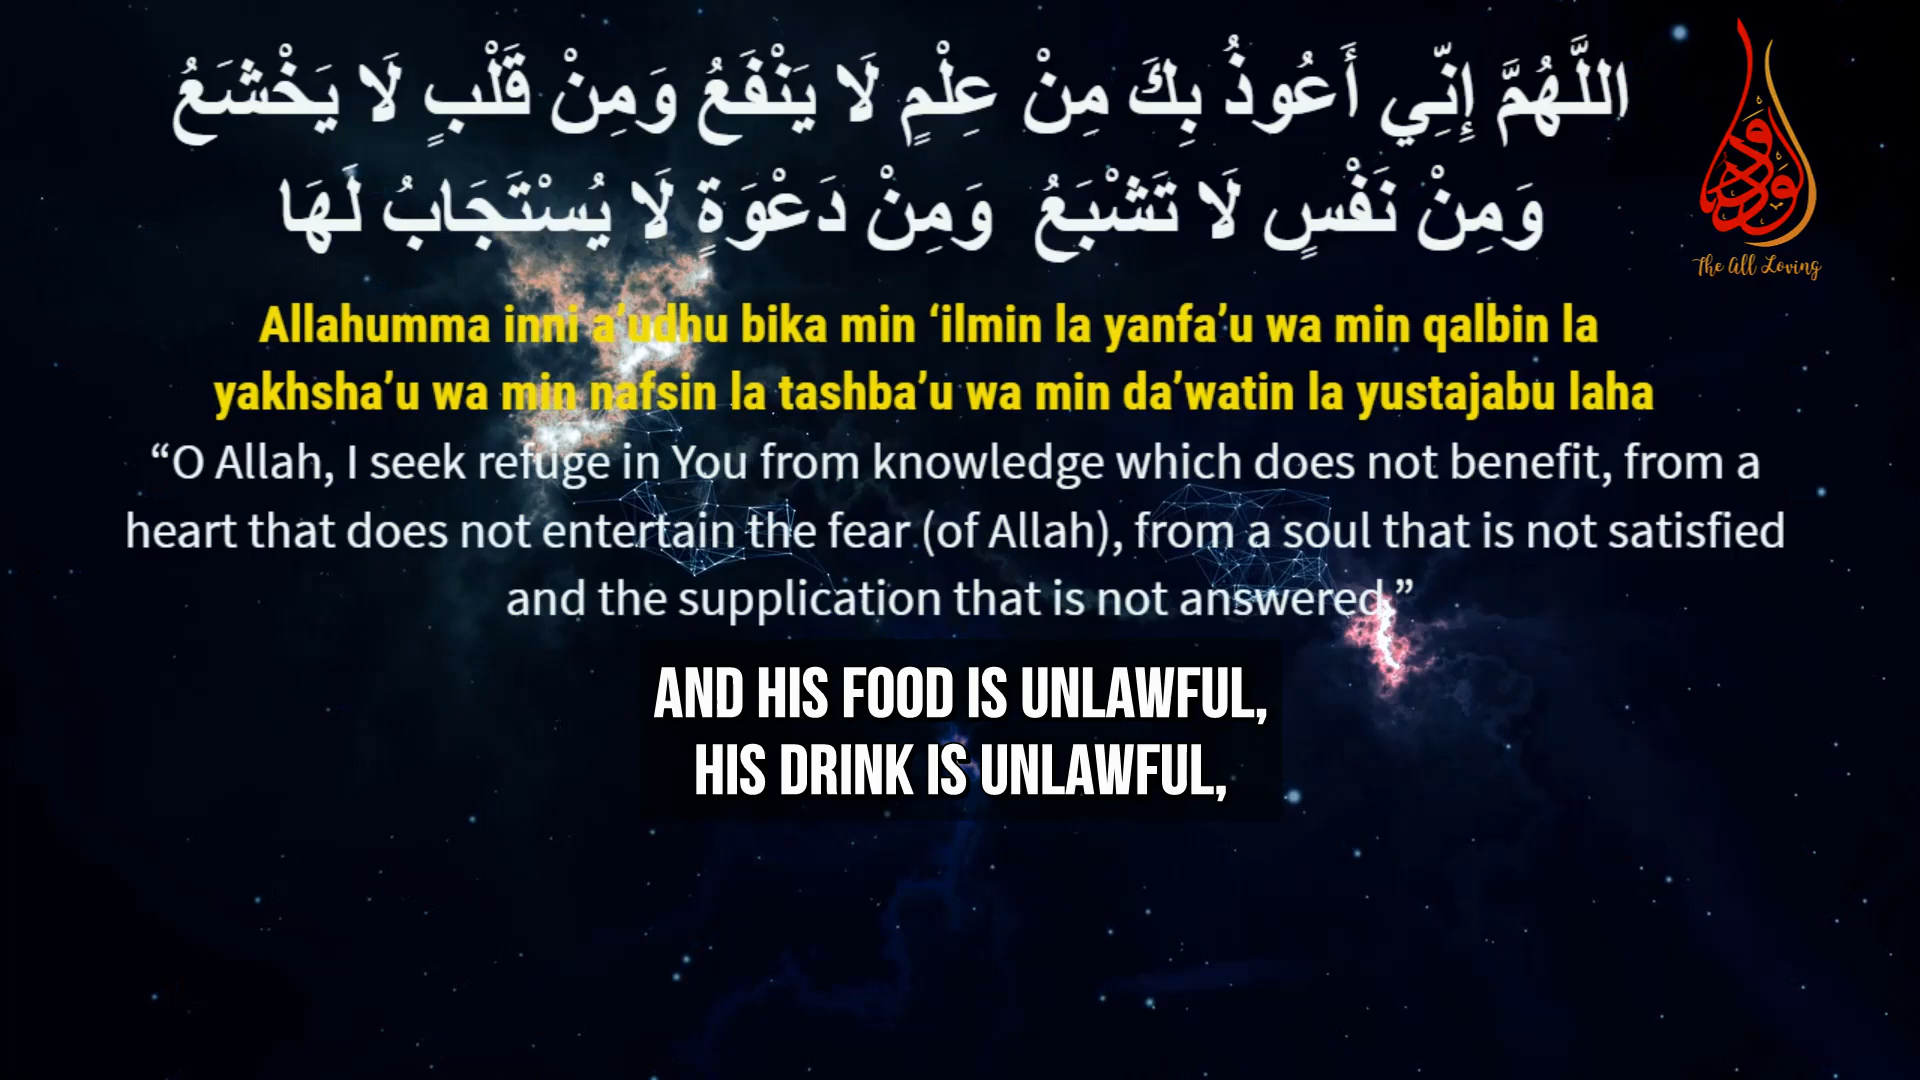 اللَّهُمَّ إِنِّي أَعُوذُ بِكَ مِنْ عِلْمٍ لَا يَنْفَعُ وَمِنْ قَلْبٍ لَا يَخْشَعُ
وَمِنْ نَفْسٍ لَا تَشْبَعُ وَمِنْ دَعْوَةٍ لَا يُسْتَجَابُ لَهَا
Allahumma inni a’udhu bika min ‘ilmin la yanfa’u wa min qalbin la
yakhsha’u wa min nafsin la tashba’u wa min da’watin la yustajabu laha
“O Allah, I seek refuge in You from knowledge which does not benefit, from a
heart that does not entertain the fear (of Allah), from a soul that is not satisfied
and the supplication that is not answered.”
AND HIS FOOD IS UNLAWFUL,
HIS DRINK IS UNLAWFUL,
The All Loving